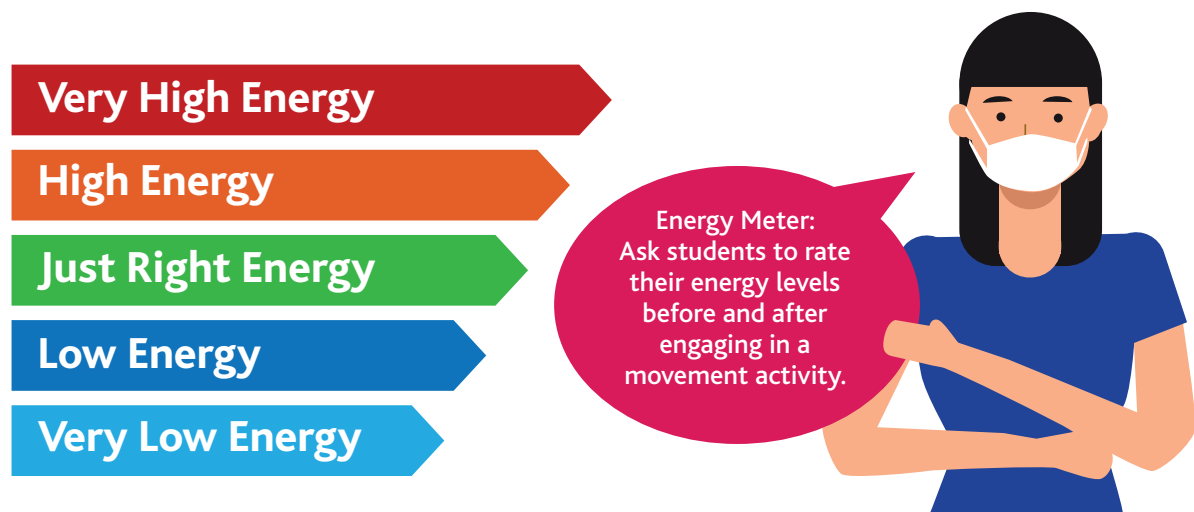 Very High Energy
High Energy
Just Right Energy
Low Energy
Very Low Energy
Energy Meter:
Ask students to rate
their energy levels
before and after
engaging in a
movement activity.